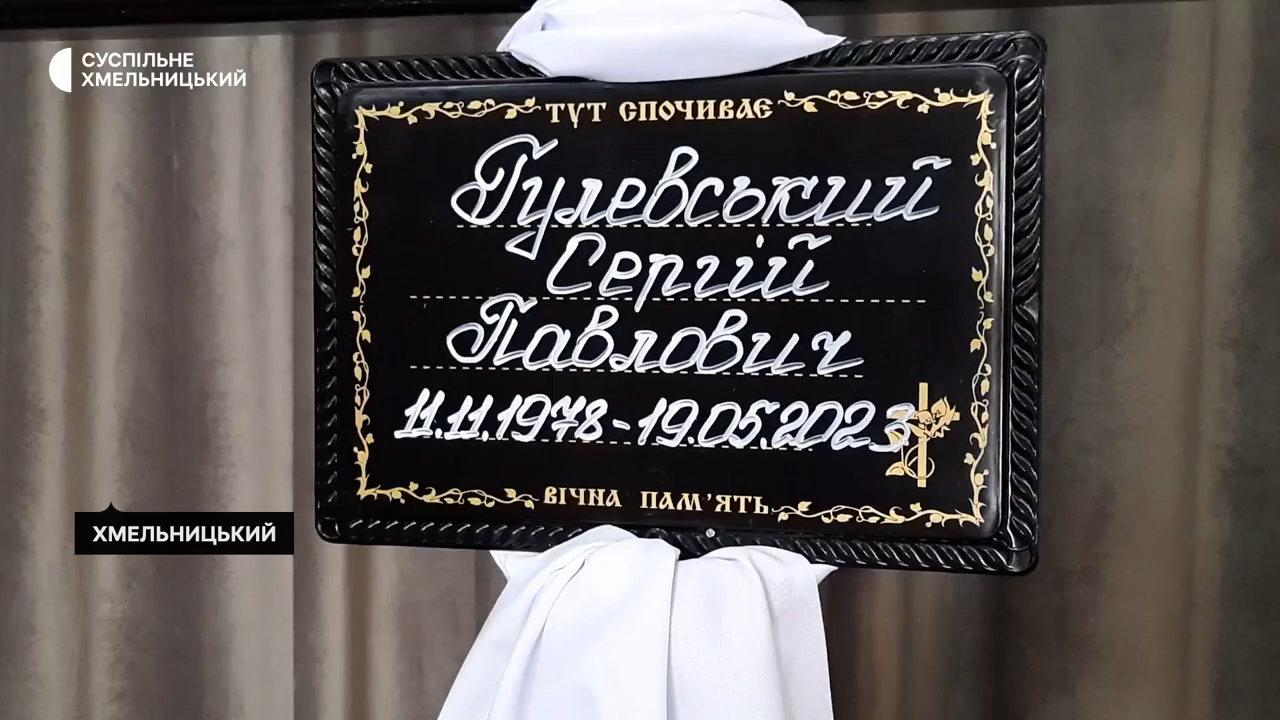 СУСПІЛЬНЕ
ХМЕЛЬНИЦЬКИЙ
ТУТ СПОЧИВАЄ
Гулевський
Сергій
Павлович
11.11.1978-19.05.2023
ВІЧНА ПАМ'ЯТЬ
ХМЕЛЬНИЦЬКИЙ